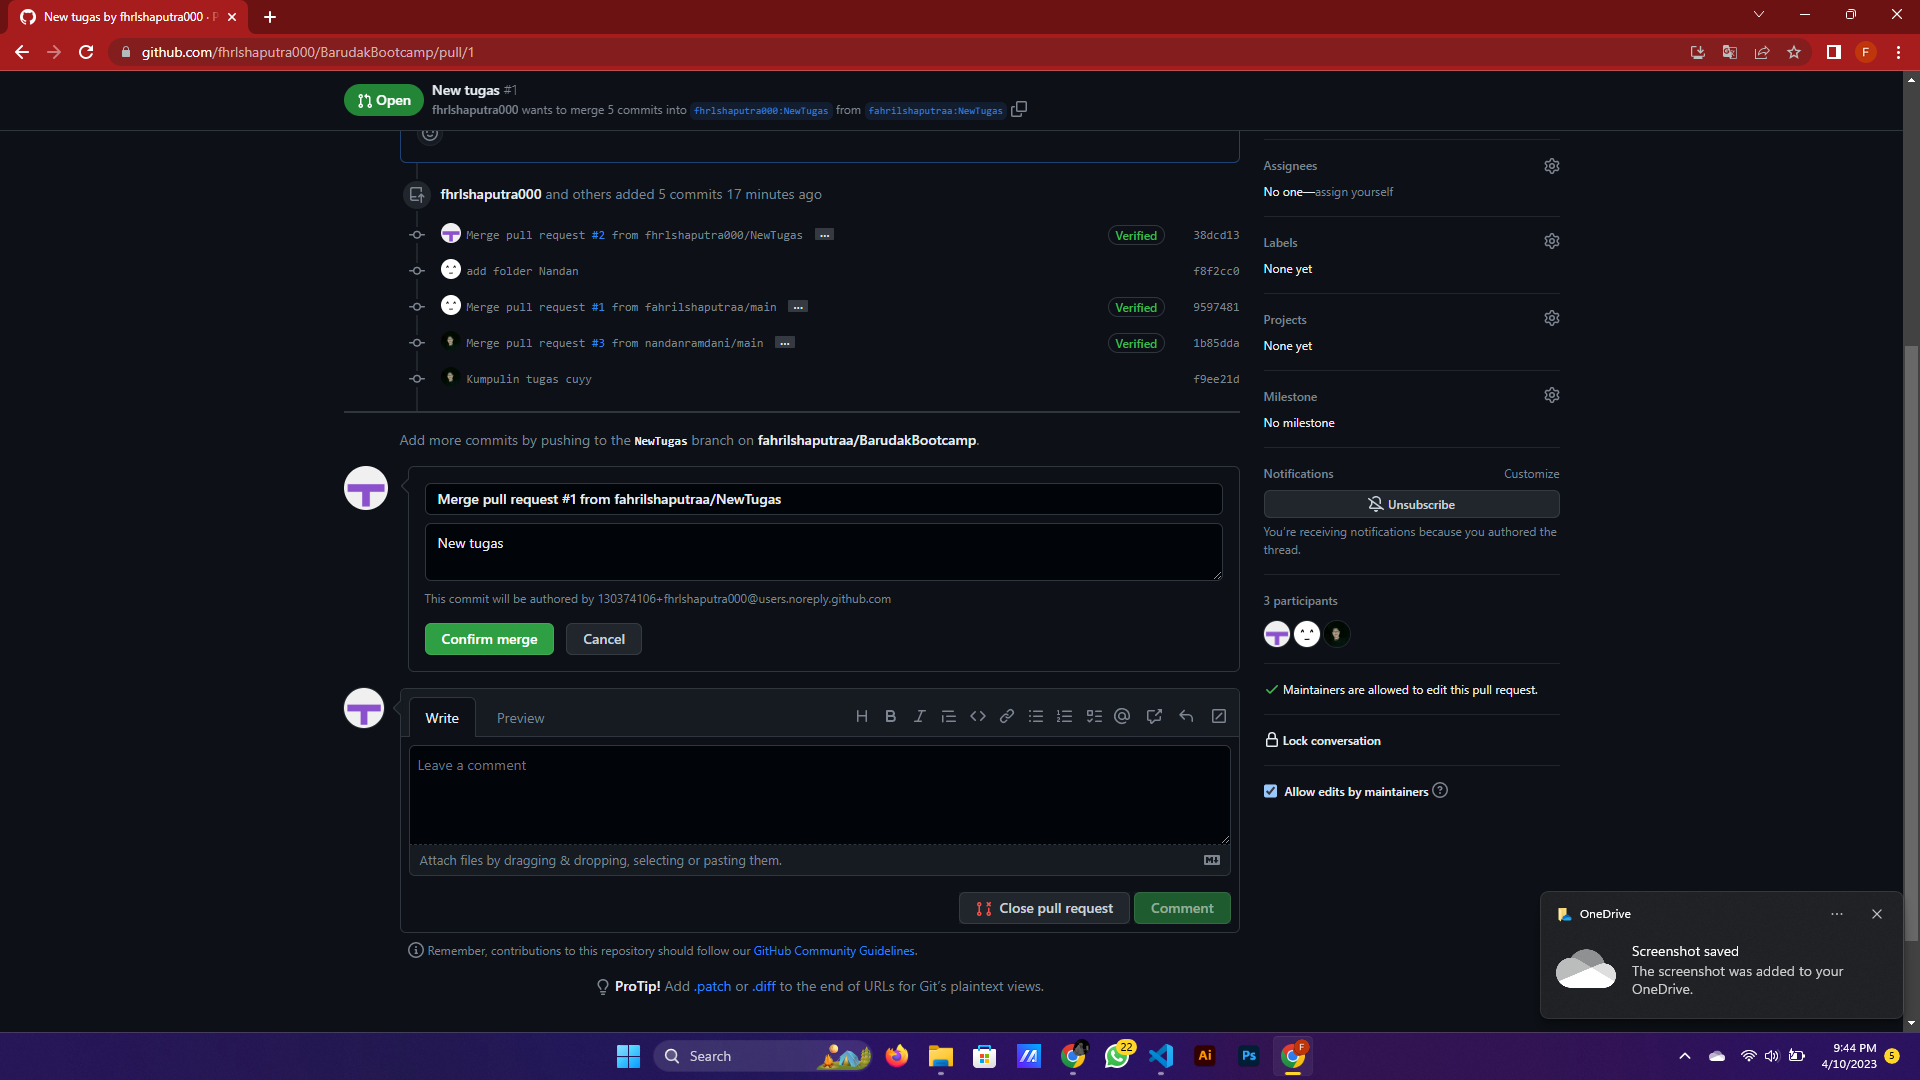 New tugas by fhrlshaputra000 · P
github.com/fhrlshaputra000/BarudakBootcamp/pull/1
F
Open
New tugas #1
fhrlshaputra000 wants to merge 5 commits into fhrlshaputra000:NewTugas from fahrilshaputraa:NewTugas
fhrlshaputra000 and others added 5 commits 17 minutes ago
Merge pull request #2 from fhrlshaputra000/NewTugas ... Verified 38dcd13
add folder Nandan f8f2cc0
Merge pull request #1 from fahrilshaputraa/main ... Verified 9597481
Merge pull request #3 from nandanramdani/main ... Verified 1b85dda
Kumpulin tugas cuyy f9ee21d
Add more commits by pushing to the NewTugas branch on fahrilshaputraa/BarudakBootcamp.
Merge pull request #1 from fahrilshaputraa/NewTugas
New tugas
This commit will be authored by 130374106+fhrlshaputra000@users.noreply.github.com
Confirm merge Cancel
Write Preview
Leave a comment
Attach files by dragging & dropping, selecting or pasting them.
Close pull request Comment
Remember, contributions to this repository should follow our GitHub Community Guidelines.
ProTip! Add .patch or .diff to the end of URLs for Git's plaintext views.
Assignees
No one—assign yourself
Labels
None yet
Projects
None yet
Milestone
No milestone
Notifications Customize
Unsubscribe
You're receiving notifications because you authored the
thread.
3 participants
Maintainers are allowed to edit this pull request.
Lock conversation
Allow edits by maintainers
OneDrive
Screenshot saved
The screenshot was added to your
OneDrive.
Search
22
Ai
Ps
F
9:44 PM
4/10/2023
5